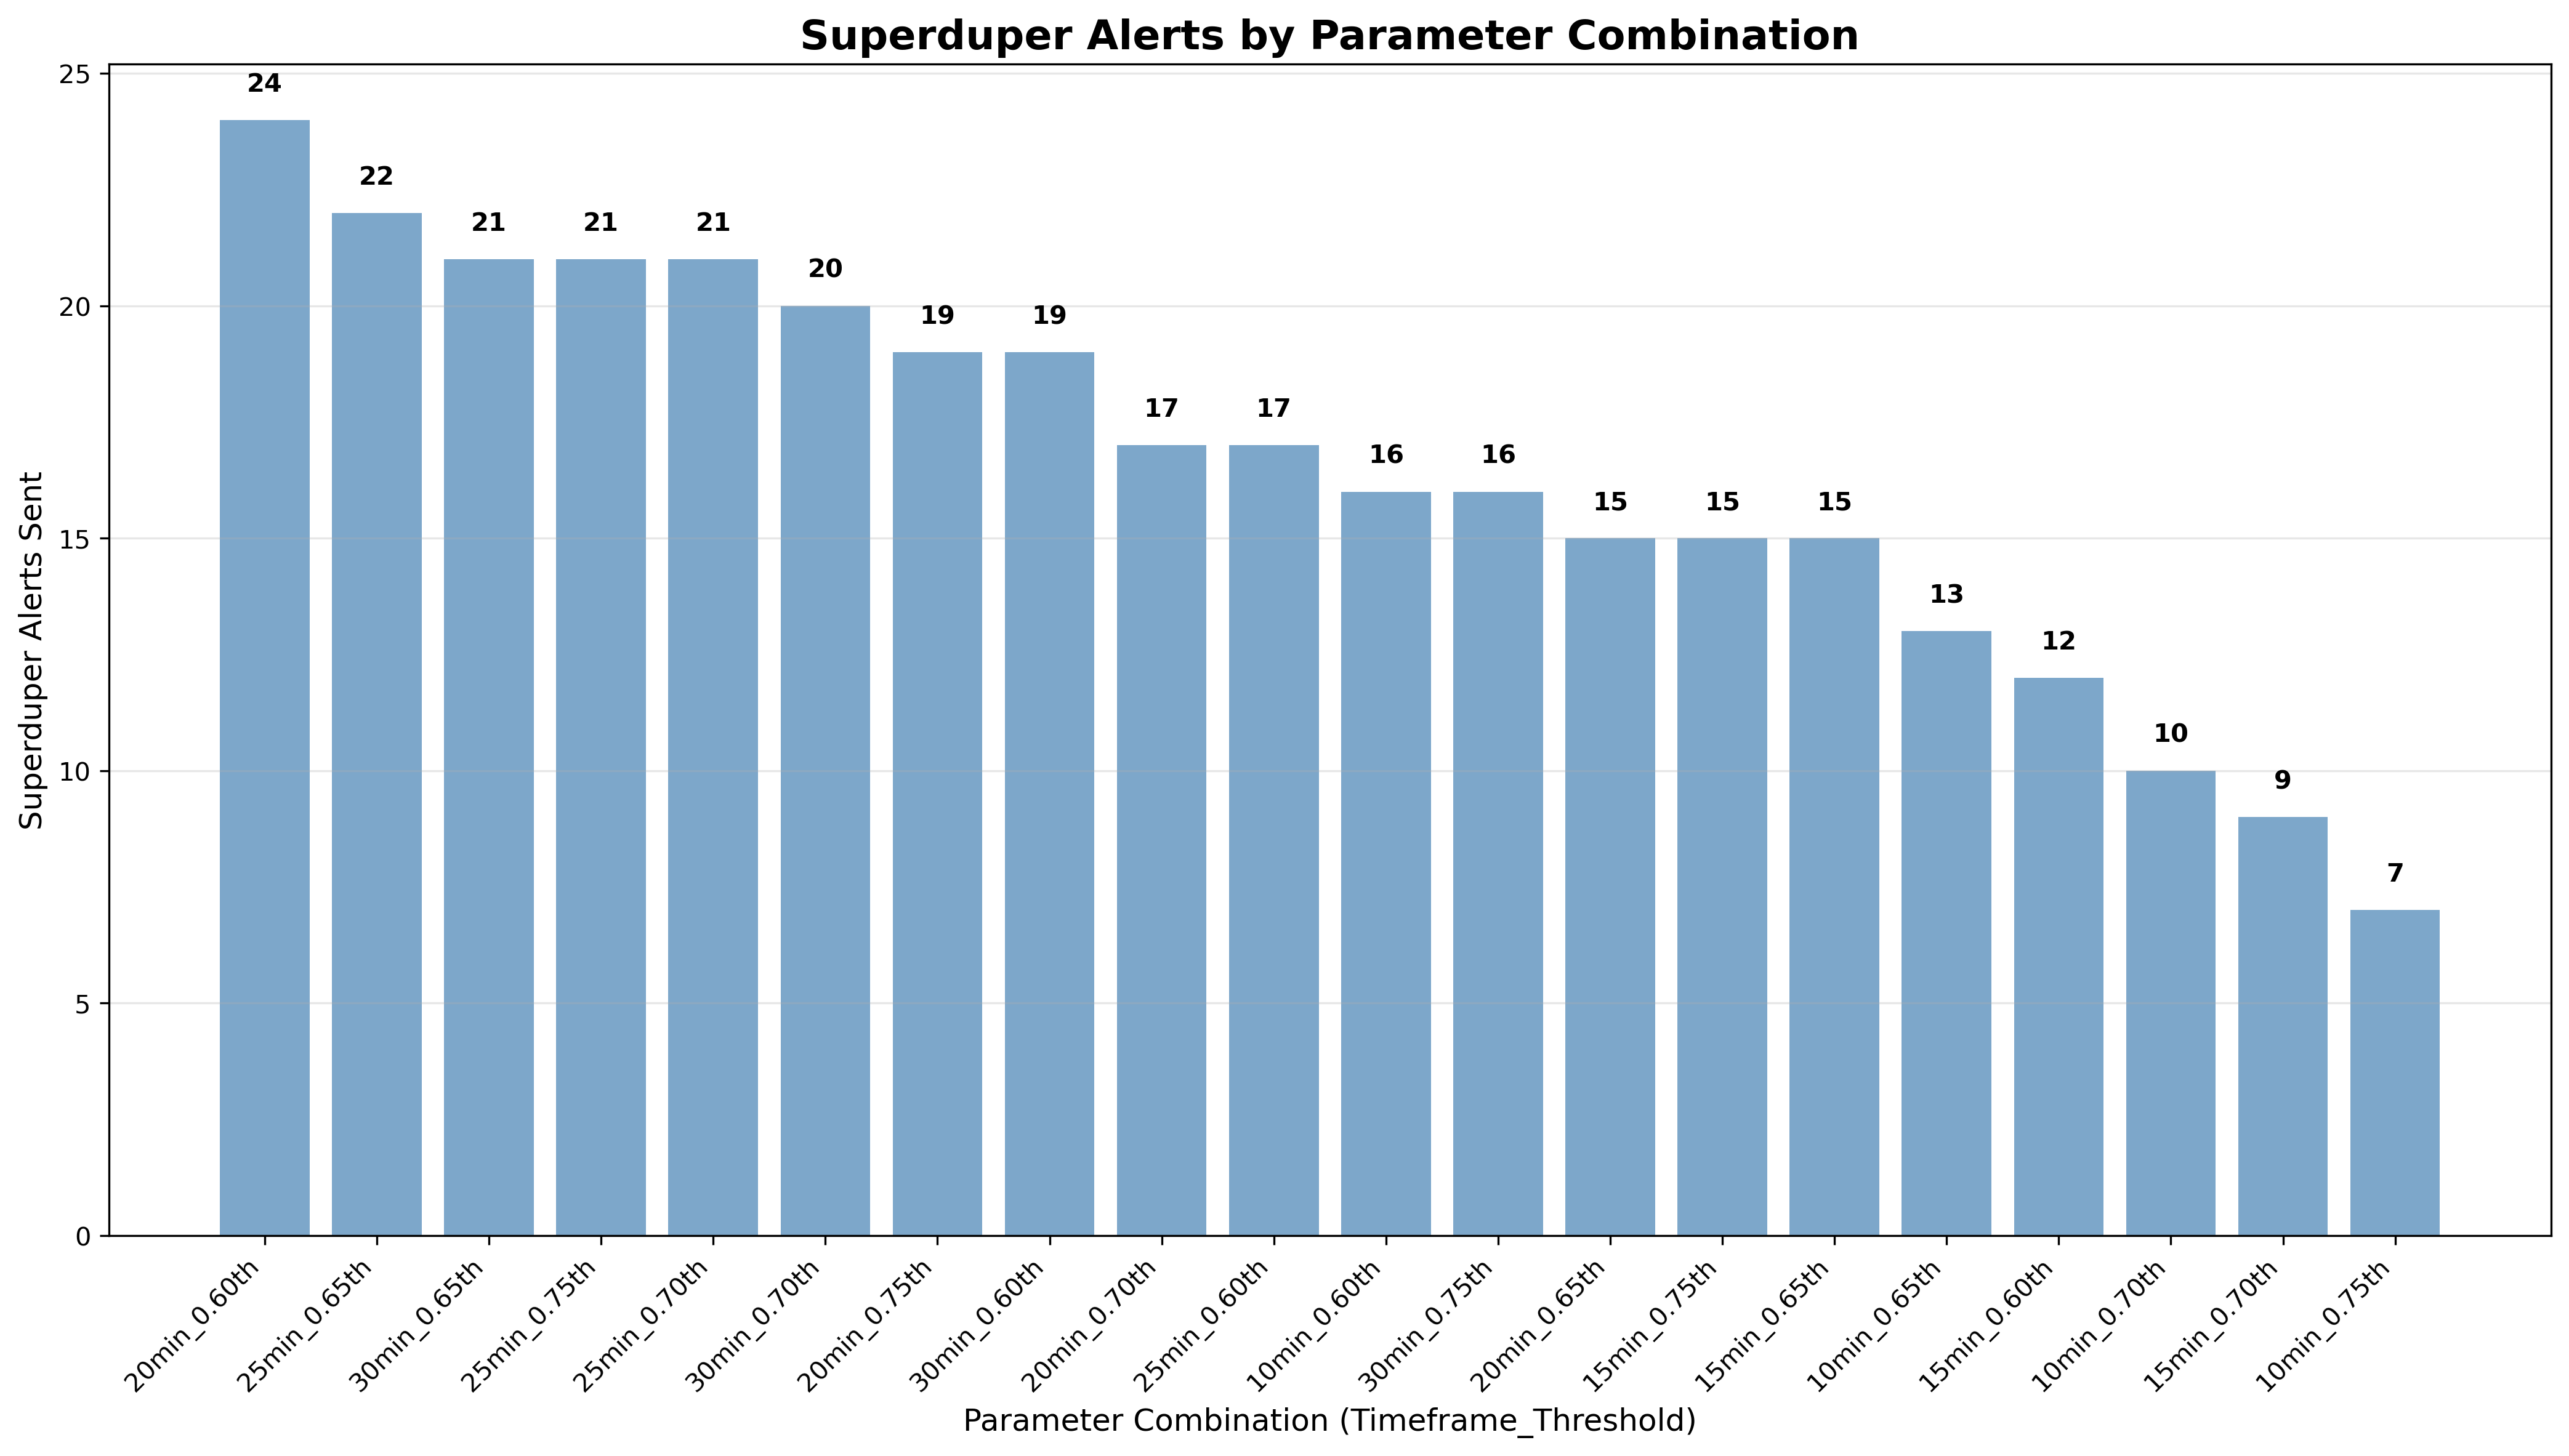 Superduper Alerts by Parameter Combination
Superduper Alerts Sent
25
20
15
10
5
0
24
22
21
21
21
20
19
19
17
17
16
16
15
15
15
13
12
10
9
7
20min_0.60th
25min_0.65th
30min_0.65th
25min_0.75th
25min_0.70th
30min_0.70th
20min_0.75th
30min_0.60th
20min_0.70th
25min_0.60th
10min_0.60th
30min_0.75th
20min_0.65th
15min_0.75th
15min_0.65th
10min_0.65th
15min_0.60th
10min_0.70th
15min_0.70th
10min_0.75th
Parameter Combination (Timeframe_Threshold)